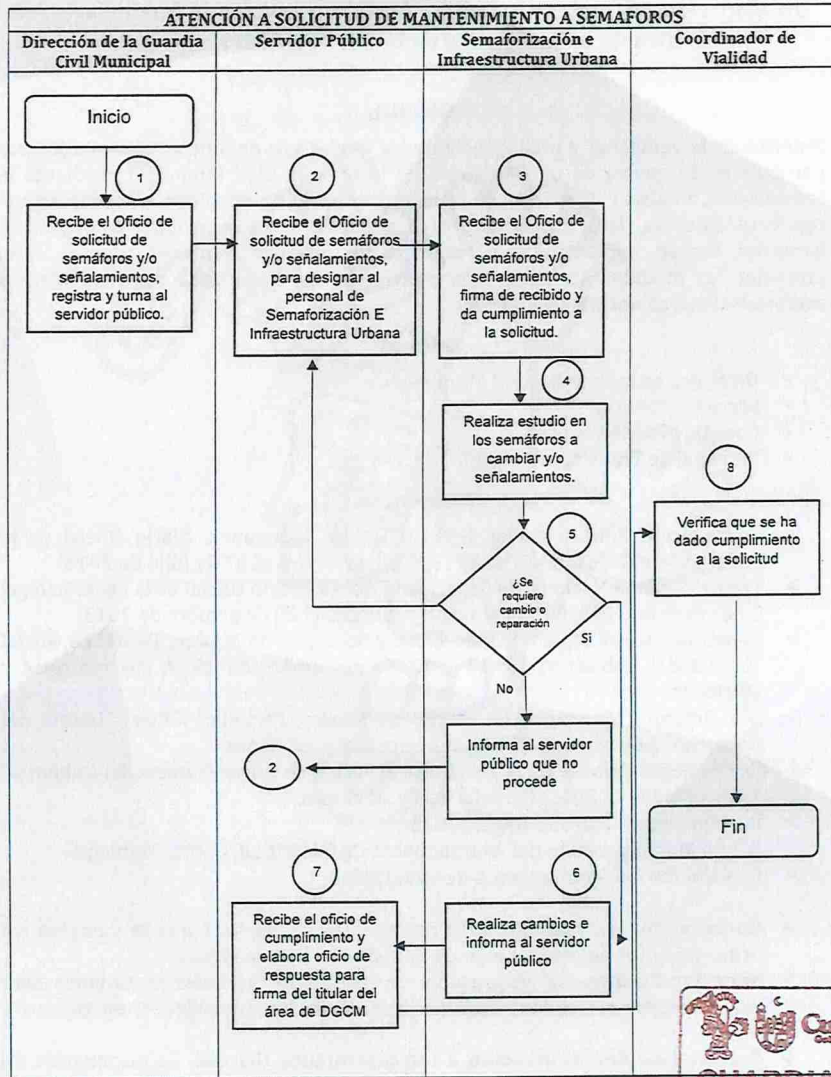 ATENCIÓN A SOLICITUD DE MANTENIMIENTO A SEMAFOROS
Dirección de la Guardia
Civil Municipal
Servidor Público
Semaforización e
Infraestructura Urbana
Coordinador de
Vialidad
Inicio
1
Recibe el Oficio de
solicitud de
semáforos y/o
señalamientos,
registra y turna al
servidor público.
2
Recibe el Oficio de
solicitud de semáforos
y/o señalamientos,
para designar al
personal de
Semaforización E
Infraestructura Urbana
3
Recibe el Oficio de
solicitud de
semáforos y/o
señalamientos,
firma de recibido y
da cumplimiento a
la solicitud.
4
Realiza estudio en
los semáforos a
cambiar y/o
señalamientos.
5
¿Se
requiere
cambio o
reparación
Sí
No
Informa al servidor
público que no
procede
2
8
Verifica que se ha
dado cumplimiento
a la solicitud
Fin
7
Recibe el oficio de
cumplimiento y
elabora oficio de
respuesta para
firma del titular del
área de DGCM
6
Realiza cambios e
informa al servidor
público